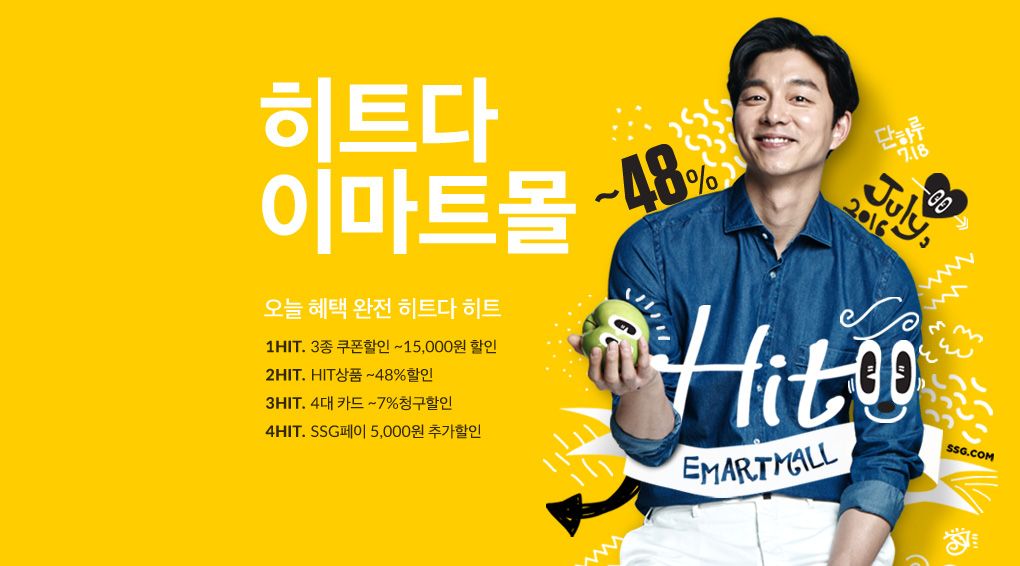 히트다
이마트몰
~48%
오늘 혜택 완전 히트다 히트
1HIT. 3종 쿠폰할인 ~15,000원 할인
2HIT. HIT상품 ~48%할인
3HIT. 4대 카드 ~7%청구할인
4HIT. SSG페이 5,000원 추가할인
단하루
7.18
July,
2016
Hit
EMARTMALL
SSG.COM